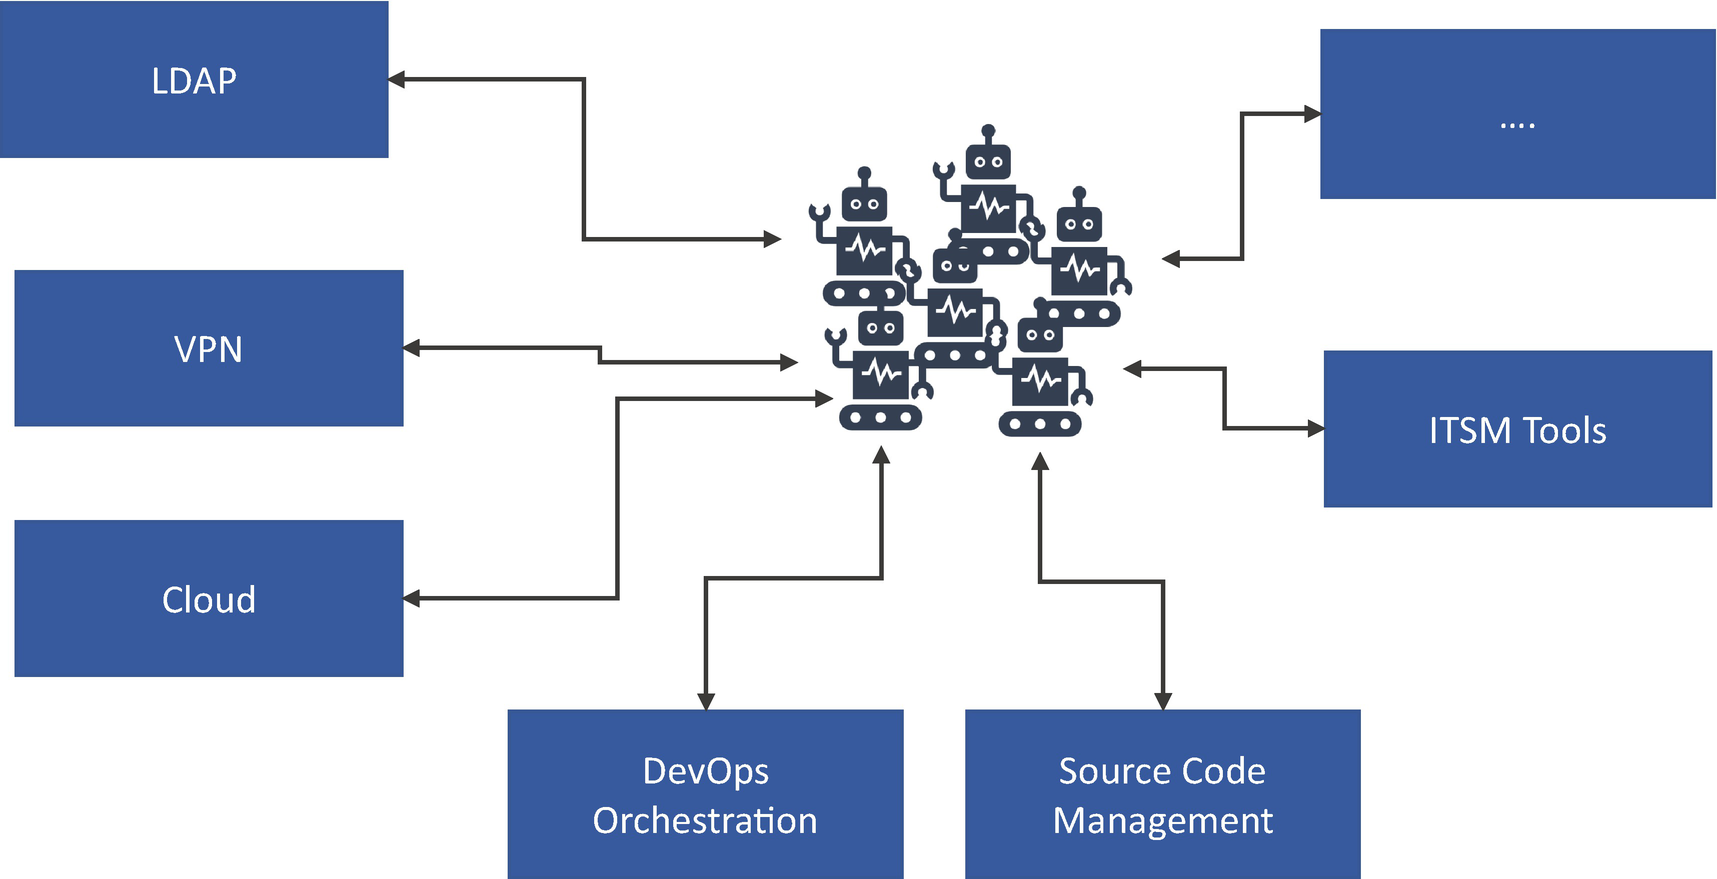 LDAP
....
VPN
ITSM Tools
Cloud
DevOps
Orchestration
Source Code
Management